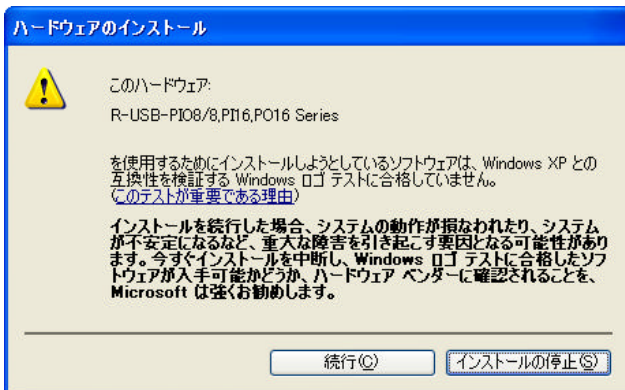 ハードウェアのインストール
このハードウェア:
R-USB-PIO8/8,PI16,PO16 Series
を使用するためにインストールしようとしているソフトウェアは、Windows XP との
互換性を検証する Windows ロゴ テストに合格していません。
(このテストが重要である理由)
インストールを続行した場合、システムの動作が損なわれたり、システム
が不安定になるなど、重大な障害を引き起こす要因となる可能性があり
ます。今すぐインストールを中断し、Windows ロゴ テストに合格したソフ
トウェアが入手可能かどうか、ハードウェア ベンダーに確認されることを、
Microsoft は強くお勧めします。
続行(C)
インストールの停止(S)